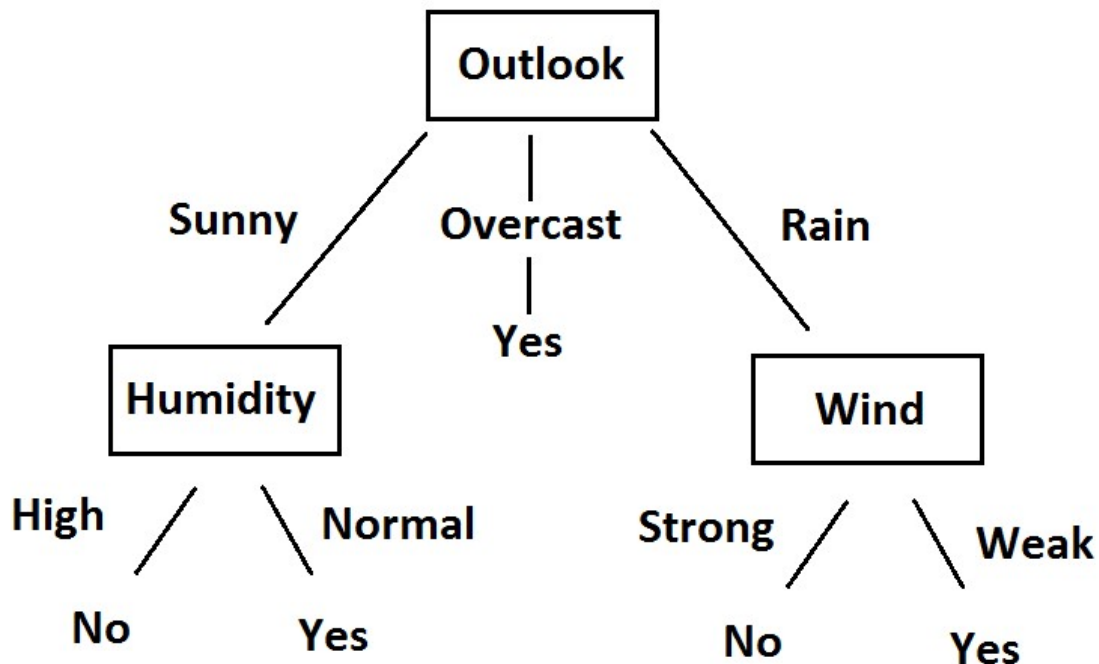 Outlook
Sunny
Overcast
Rain
Yes
Humidity
Wind
High
Normal
Strong
Weak
No
Yes
No
Yes